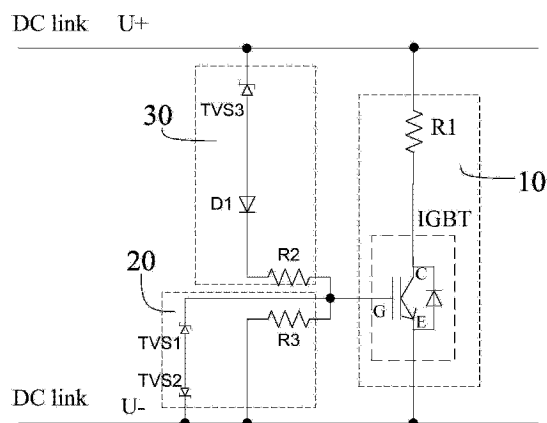 DC link U+
TVS3
30
R1
10
D1
IGBT
R2
C
20
G
E
TVS1
R3
TVS2
DC link U-